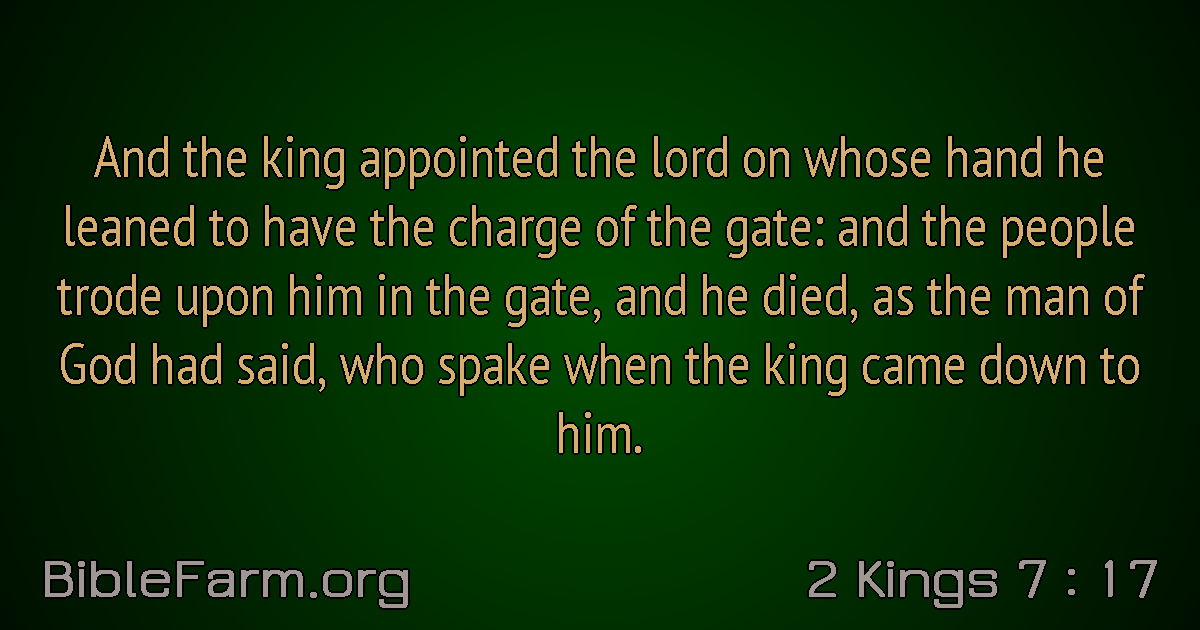 And the king appointed the lord on whose hand he
leaned to have the charge of the gate: and the people
trode upon him in the gate, and he died, as the man of
God had said, who spake when the king came down to
him.
BibleFarm.org
2 Kings 7 : 17